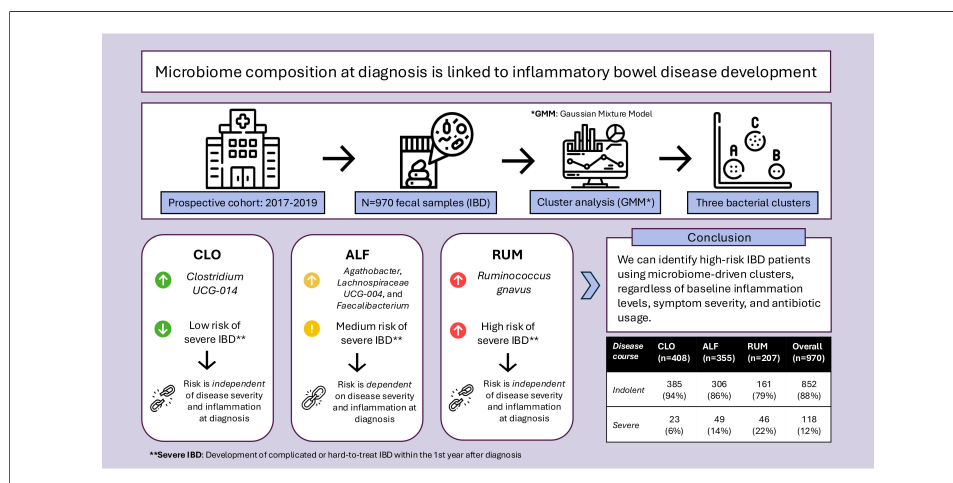 Microbiome composition at diagnosis is linked to inflammatory bowel disease development
*GMM: Gaussian Mixture Model
A
C
B
Prospective cohort: 2017-2019
N=970 fecal samples (IBD)
Cluster analysis (GMM*)
Three bacterial clusters
CLO
Clostridium
UCG-014
Low risk of
severe IBD**
Risk is independent
of disease severity
and inflammation
at diagnosis
ALF
Agathobacter,
Lachnospiraceae
UCG-004, and
Faecalibacterium
Medium risk of
severe IBD**
Risk is dependent
on disease severity
and inflammation at
diagnosis
RUM
Ruminococcus
gnavus
High risk of
severe IBD**
Risk is independent
of disease severity
and inflammation
at diagnosis
Conclusion
We can identify high-risk IBD patients
using microbiome-driven clusters,
regardless of baseline inflammation
levels, symptom severity, and antibiotic
usage.
Disease course CLO (n=408) ALF (n=355) RUM (n=207) Overall (n=970)
Indolent 385 (94%) 306 (86%) 161 (79%) 852 (88%)
Severe 23 (6%) 49 (14%) 46 (22%) 118 (12%)
**Severe IBD: Development of complicated or hard-to-treat IBD within the 1st year after diagnosis